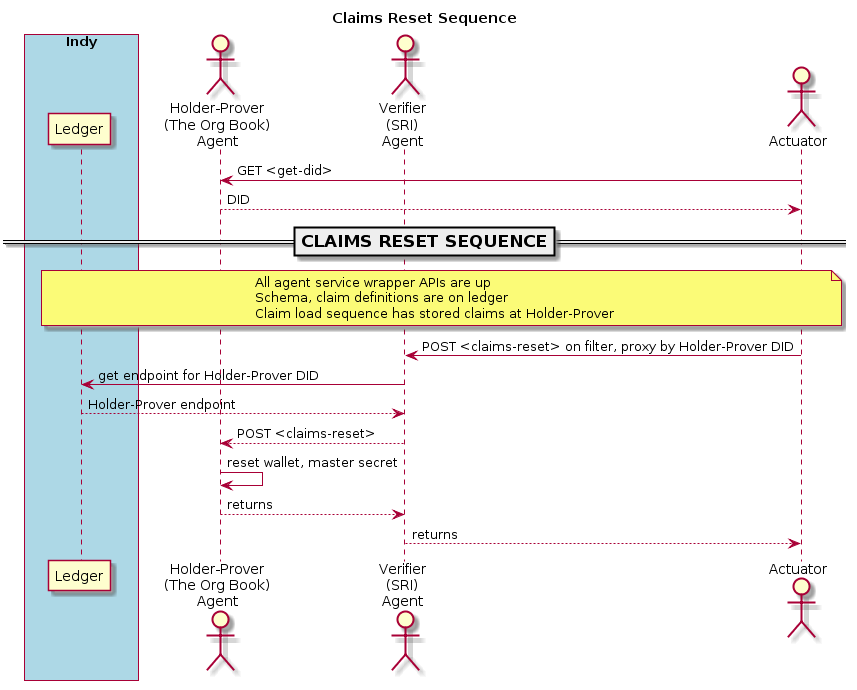 Claims Reset Sequence
Indy
Ledger
Holder-Prover
(The Org Book)
Agent
Verifier
(SRI)
Agent
Actuator
GET <get-did>
DID
CLAIMS RESET SEQUENCE
All agent service wrapper APIs are up
Schema, claim definitions are on ledger
Claim load sequence has stored claims at Holder-Prover
POST <claims-reset> on filter, proxy by Holder-Prover DID
get endpoint for Holder-Prover DID
Holder-Prover endpoint
POST <claims-reset>
reset wallet, master secret
returns
returns
Ledger
Holder-Prover
(The Org Book)
Agent
Verifier
(SRI)
Agent
Actuator